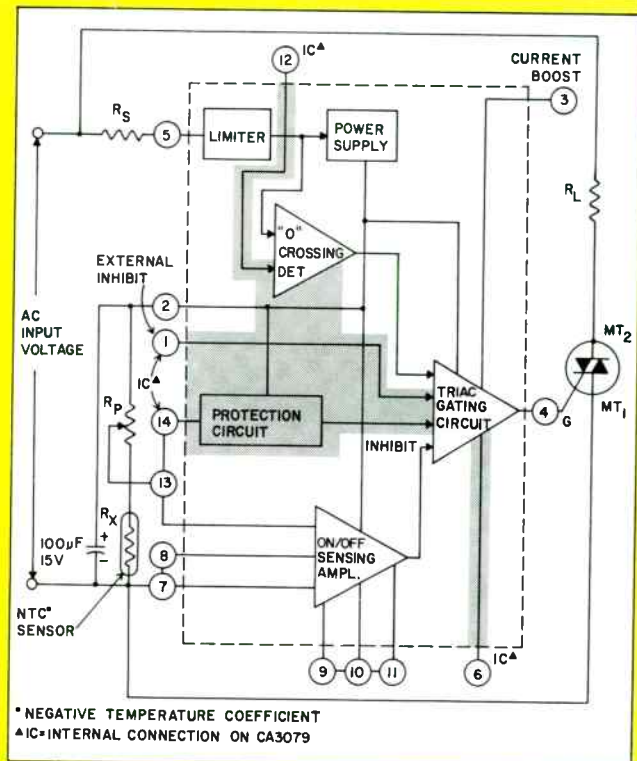 12 IC▲
CURRENT
BOOST
3
RS
5
LIMITER
POWER
SUPPLY
RL
"O"
CROSSING
DET
EXTERNAL
INHIBIT
2
MT2
AC
INPUT
VOLTAGE
1
IC▲
TRIAC
GATING
CIRCUIT
4
G
MT1
RP
14
PROTECTION
CIRCUIT
INHIBIT
13
RX
ON/OFF
SENSING
AMPL.
100µF
15V
+
-
8
7
NTC•
SENSOR
9
10
11
IC▲
6
• NEGATIVE TEMPERATURE COEFFICIENT
▲IC=INTERNAL CONNECTION ON CA3079